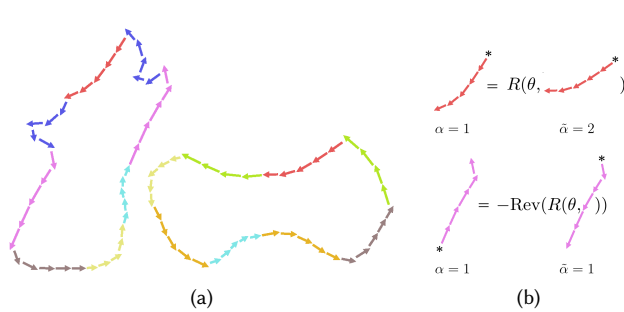 * *
= R(θ, )
α = 1 α̃ = 2
*
= −Rev(R(θ, ))
*
α = 1 α̃ = 1
(a) (b)